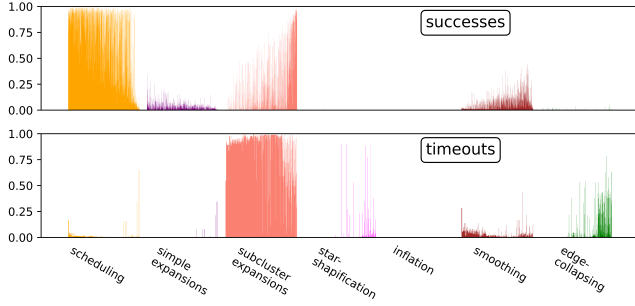 1.00
successes
0.75
0.50
0.25
0.00
1.00
timeouts
0.75
0.50
0.25
0.00
scheduling
simple
expansions
subcluster
expansions
star-
shapification
inflation
smoothing
edge-
collapsing